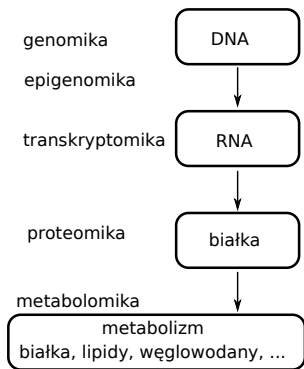 genomika
DNA
epigenomika
transkryptomika
RNA
proteomika
białka
metabolomika
metabolizm
białka, lipidy, węglowodany, ...